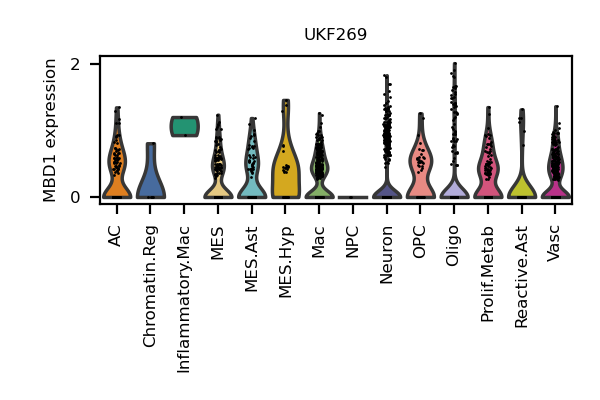 UKF269
MBD1 expression
2
0
AC
Chromatin.Reg
Inflammatory.Mac
MES
MES.Ast
MES.Hyp
Mac
NPC
Neuron
OPC
Oligo
Prolif.Metab
Reactive.Ast
Vasc